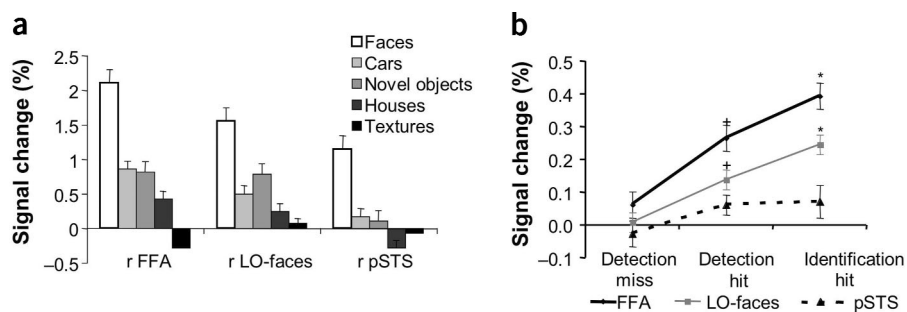 a
Signal change (%)
2.5
2
1.5
1
0.5
0
–0.5
r FFA
r LO-faces
r pSTS
Faces
Cars
Novel objects
Houses
Textures
b
Signal change (%)
0.5
0.4
0.3
0.2
0.1
0.0
–0.1
*
‡
*
‡
Detection
miss
Detection
hit
Identification
hit
FFA
LO-faces
pSTS